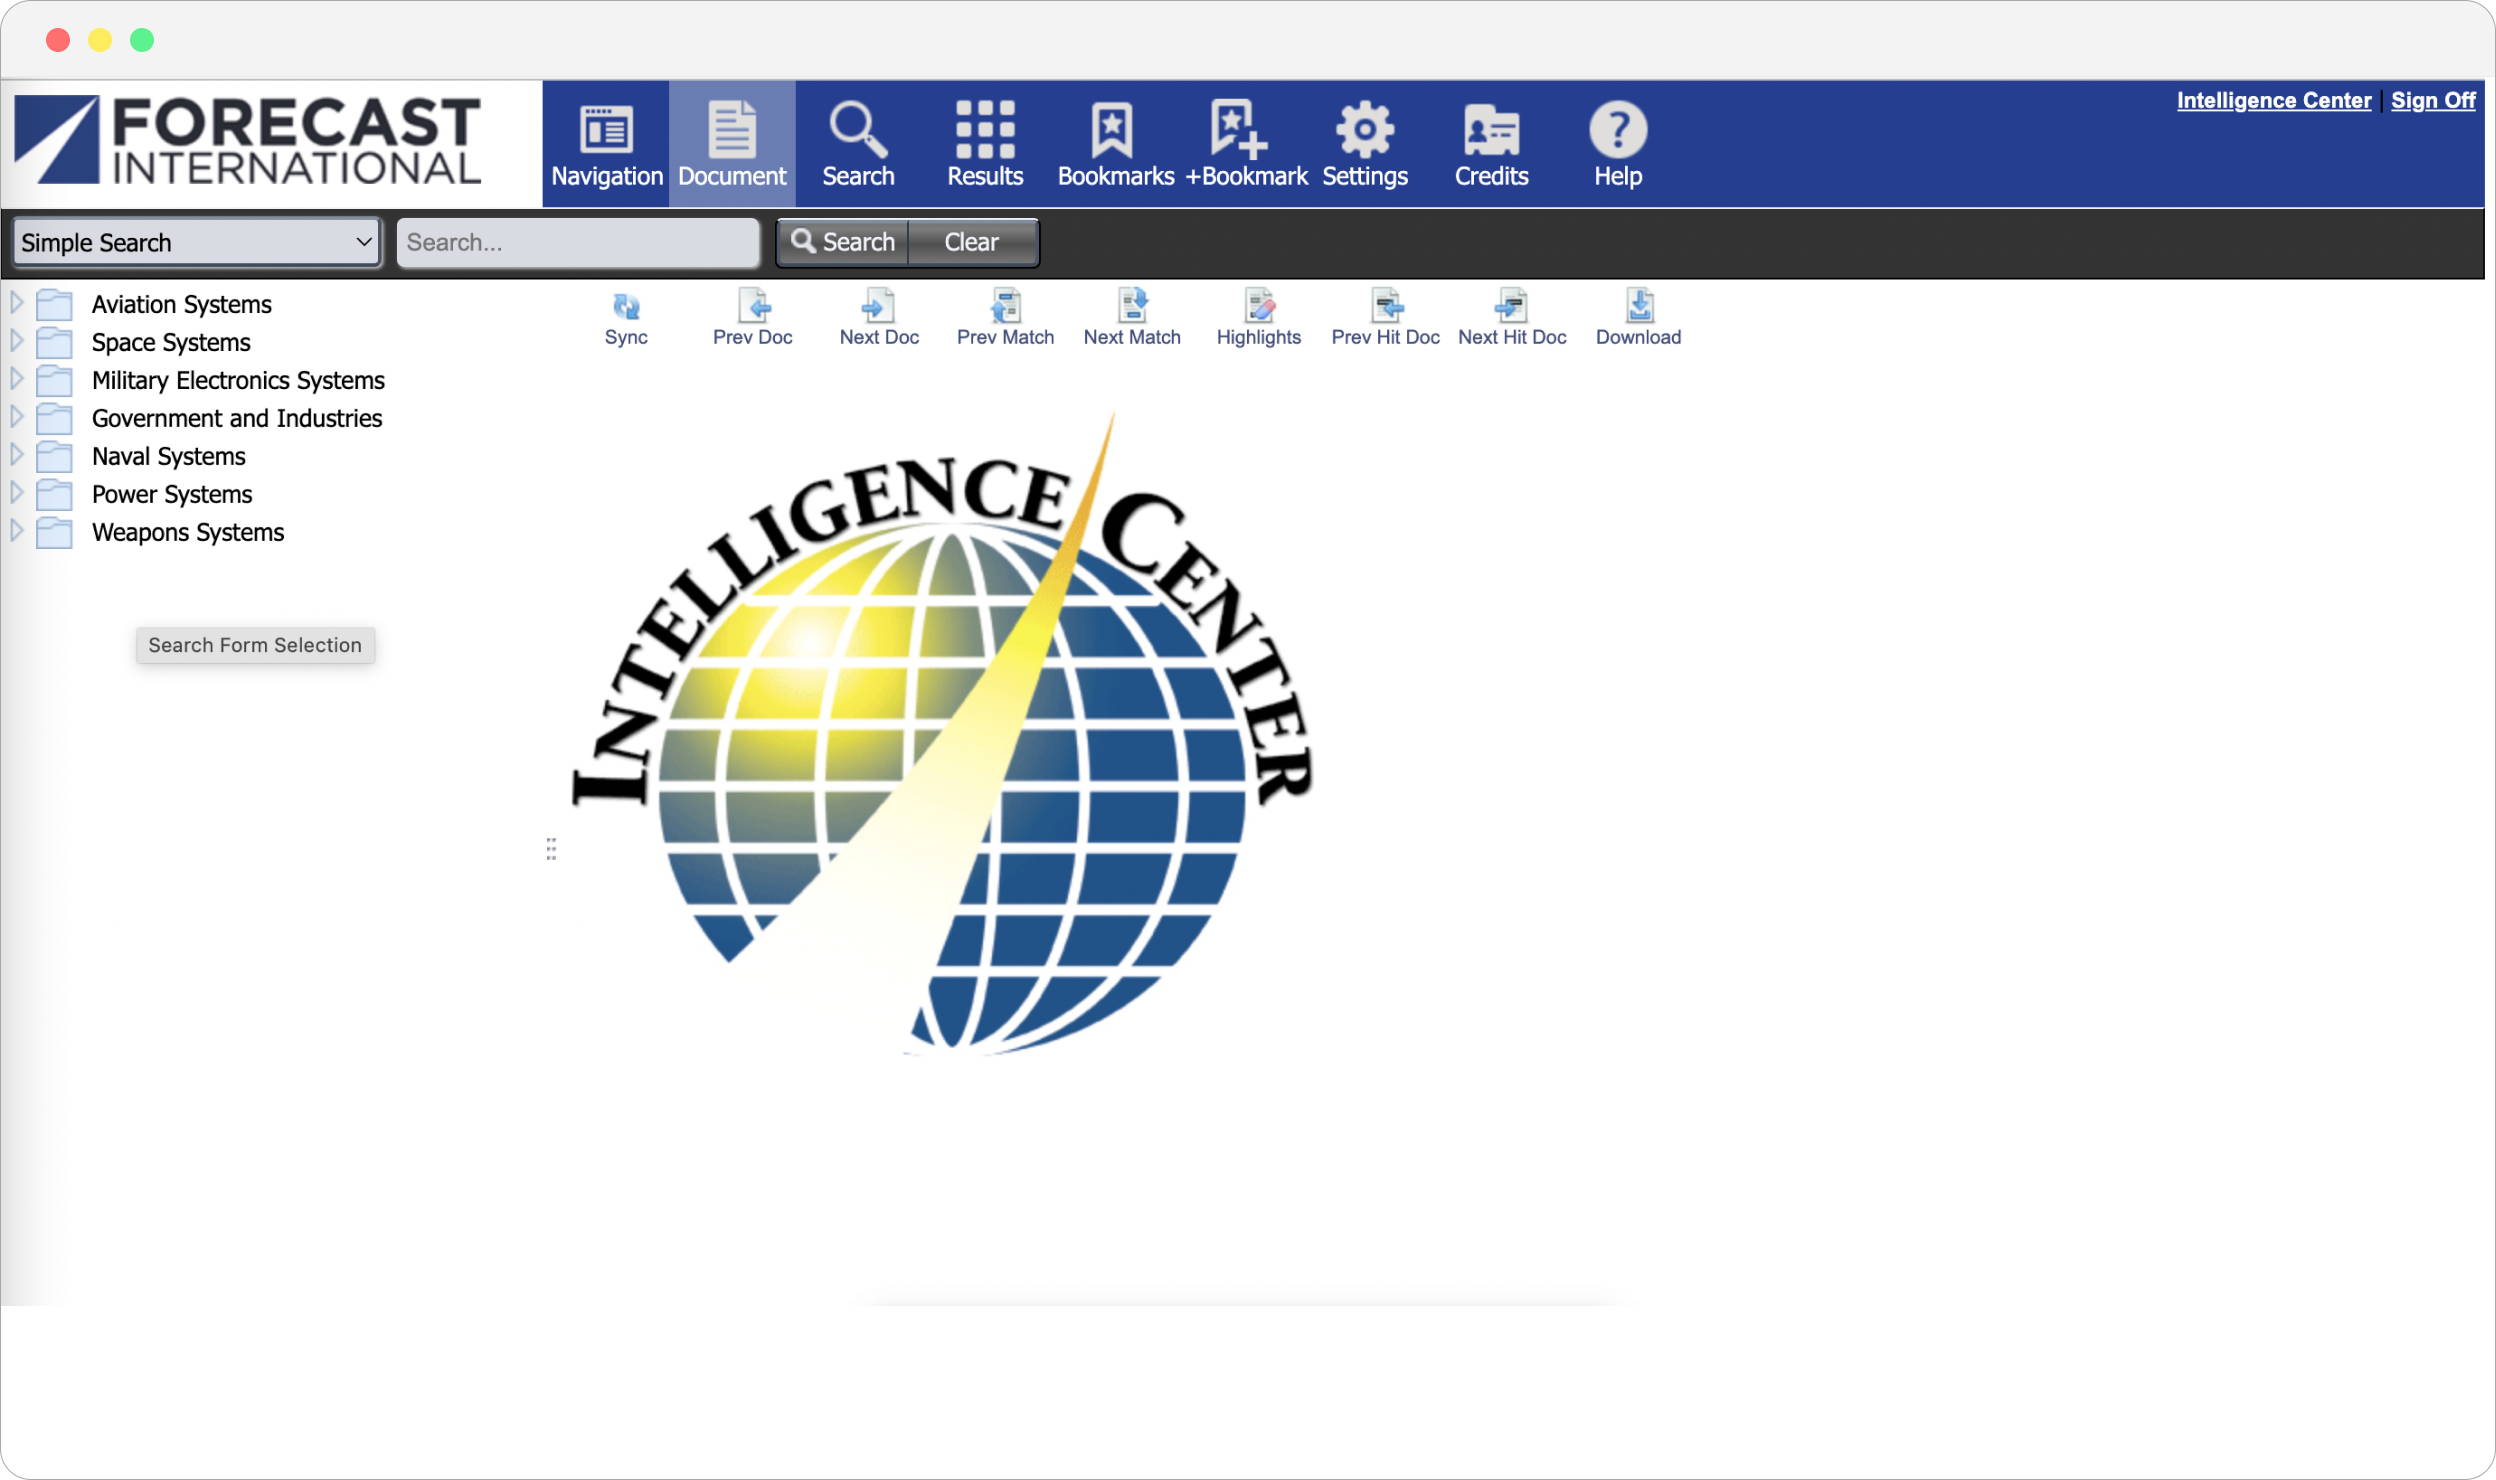 FORECAST
INTERNATIONAL
Navigation
Document
Search
Results
Bookmarks
+Bookmark
Settings
Credits
Help
Intelligence Center | Sign Off
Simple Search
Search...
Search
Clear
Aviation Systems
Space Systems
Military Electronics Systems
Government and Industries
Naval Systems
Power Systems
Weapons Systems
Search Form Selection
Sync
Prev Doc
Next Doc
Prev Match
Next Match
Highlights
Prev Hit Doc
Next Hit Doc
Download
INTELLIGENCE CENTER